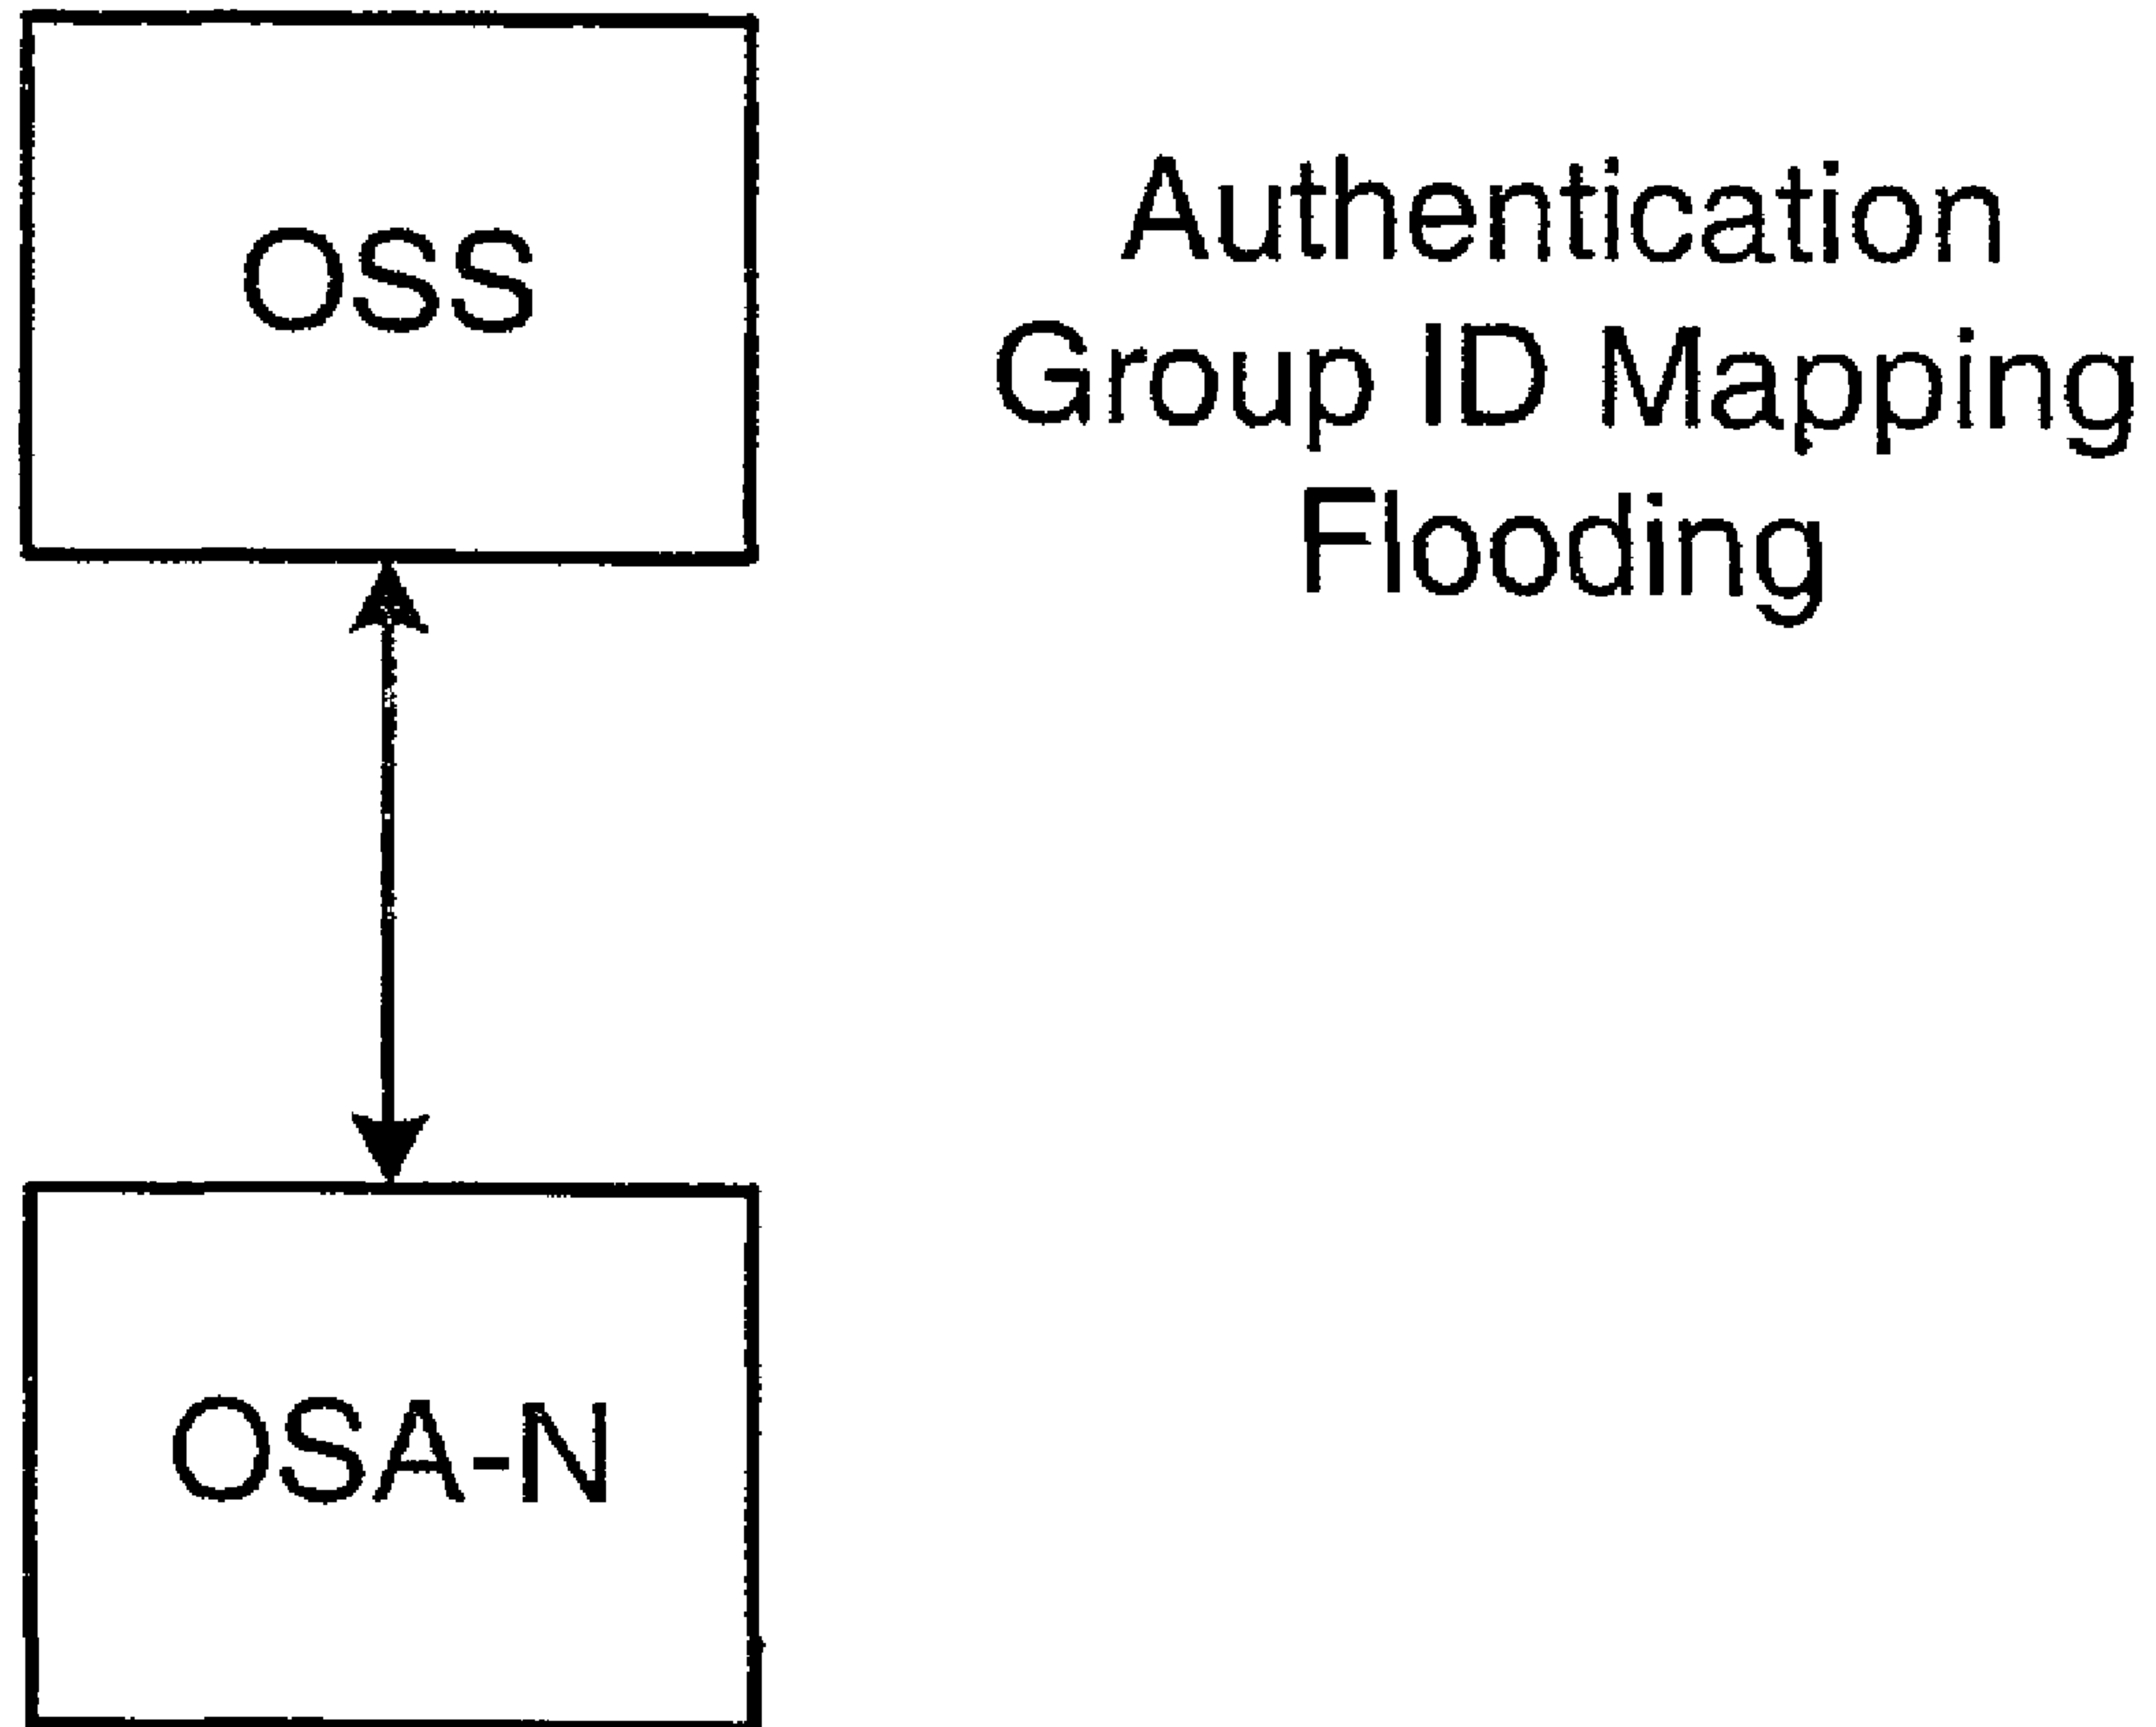 OSS
Authentication
Group ID Mapping
Flooding
OSA-N